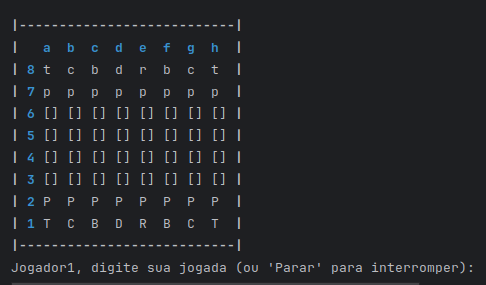 |---------------------------|
|   a  b  c  d  e  f  g  h  |
| 8 t  c  b  d  r  b  c  t  |
| 7 p  p  p  p  p  p  p  p  |
| 6 [] [] [] [] [] [] [] [] |
| 5 [] [] [] [] [] [] [] [] |
| 4 [] [] [] [] [] [] [] [] |
| 3 [] [] [] [] [] [] [] [] |
| 2 P  P  P  P  P  P  P  P  |
| 1 T  C  B  D  R  B  C  T  |
|---------------------------|
Jogador1, digite sua jogada (ou 'Parar' para interromper):